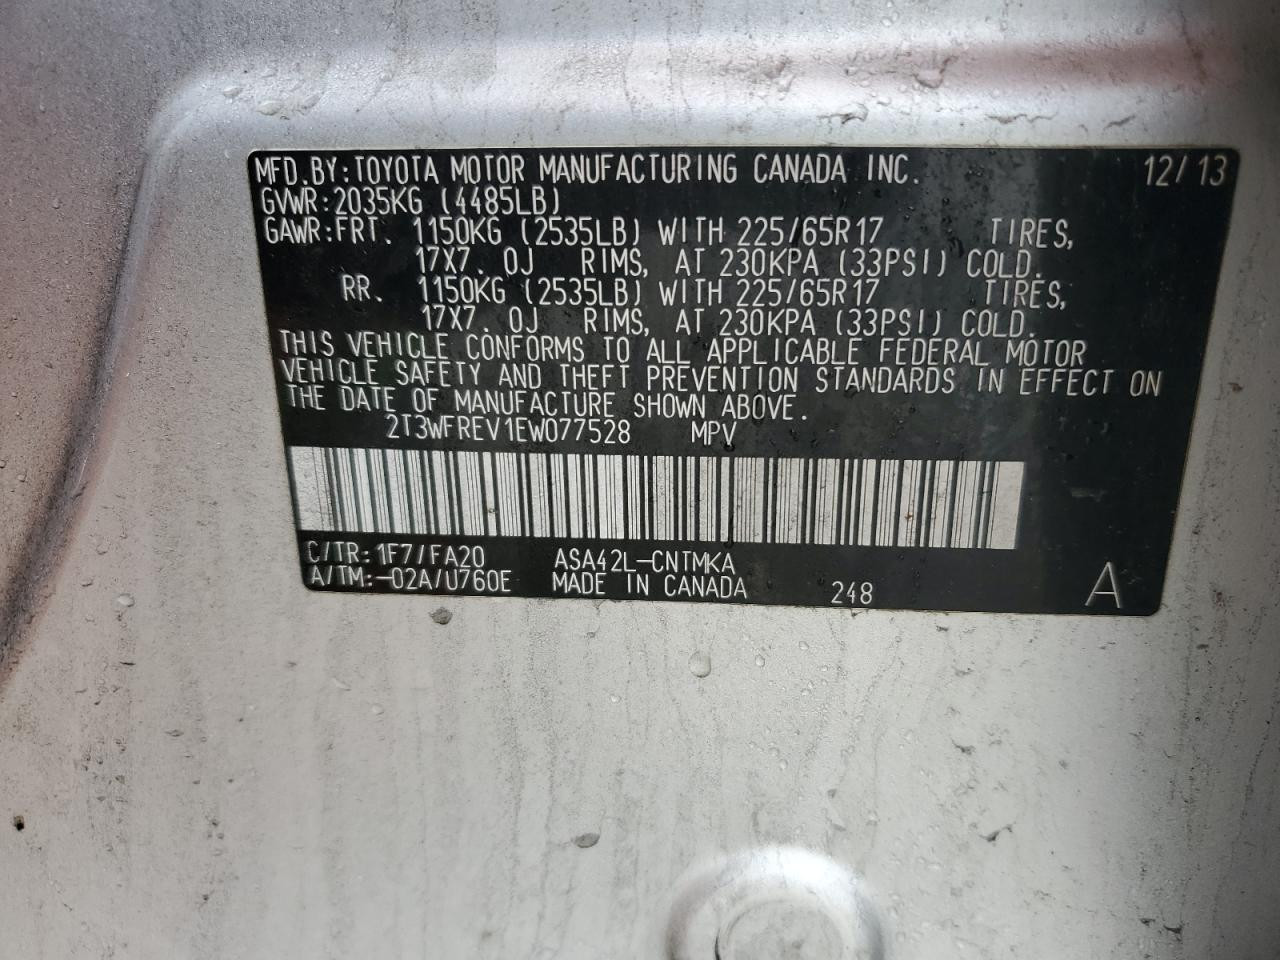 MFD.BY:TOYOTA MOTOR MANUFACTURING CANADA INC. 12/13
GVWR:2035KG (4485LB)
GAWR:FRT. 1150KG (2535LB) WITH 225/65R17 TIRES,
17X7.0J RIMS, AT 230KPA (33PSI) COLD.
RR. 1150KG (2535LB) WITH 225/65R17 TIRES,
17X7.0J RIMS, AT 230KPA (33PSI) COLD.
THIS VEHICLE CONFORMS TO ALL APPLICABLE FEDERAL MOTOR
VEHICLE SAFETY AND THEFT PREVENTION STANDARDS IN EFFECT ON
THE DATE OF MANUFACTURE SHOWN ABOVE.
2T3WFREV1EW077528 MPV
C/TR:1F7/FA20 ASA42L-CNTMKA
A/TM:-02A/U760E MADE IN CANADA 248 A